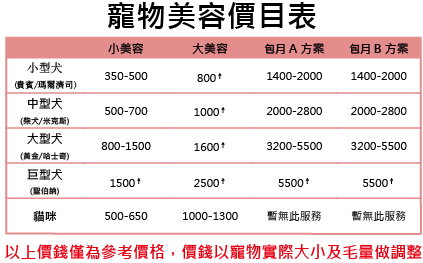 寵物美容價目表
小美容 大美容 包月A方案 包月B方案
小型犬 350-500 800↑ 1400-2000 1400-2000
(貴賓/瑪爾濟司)
中型犬 500-700 1000↑ 2000-2800 2000-2800
(柴犬/米克斯)
大型犬 800-1500 1600↑ 3200-5500 3200-5500
(黃金/哈士奇)
巨型犬 1500↑ 2500↑ 5500↑ 5500↑
(聖伯納)
貓咪 500-650 1000-1300 暫無此服務 暫無此服務
以上價錢僅為參考價格，價錢以寵物實際大小及毛量做調整